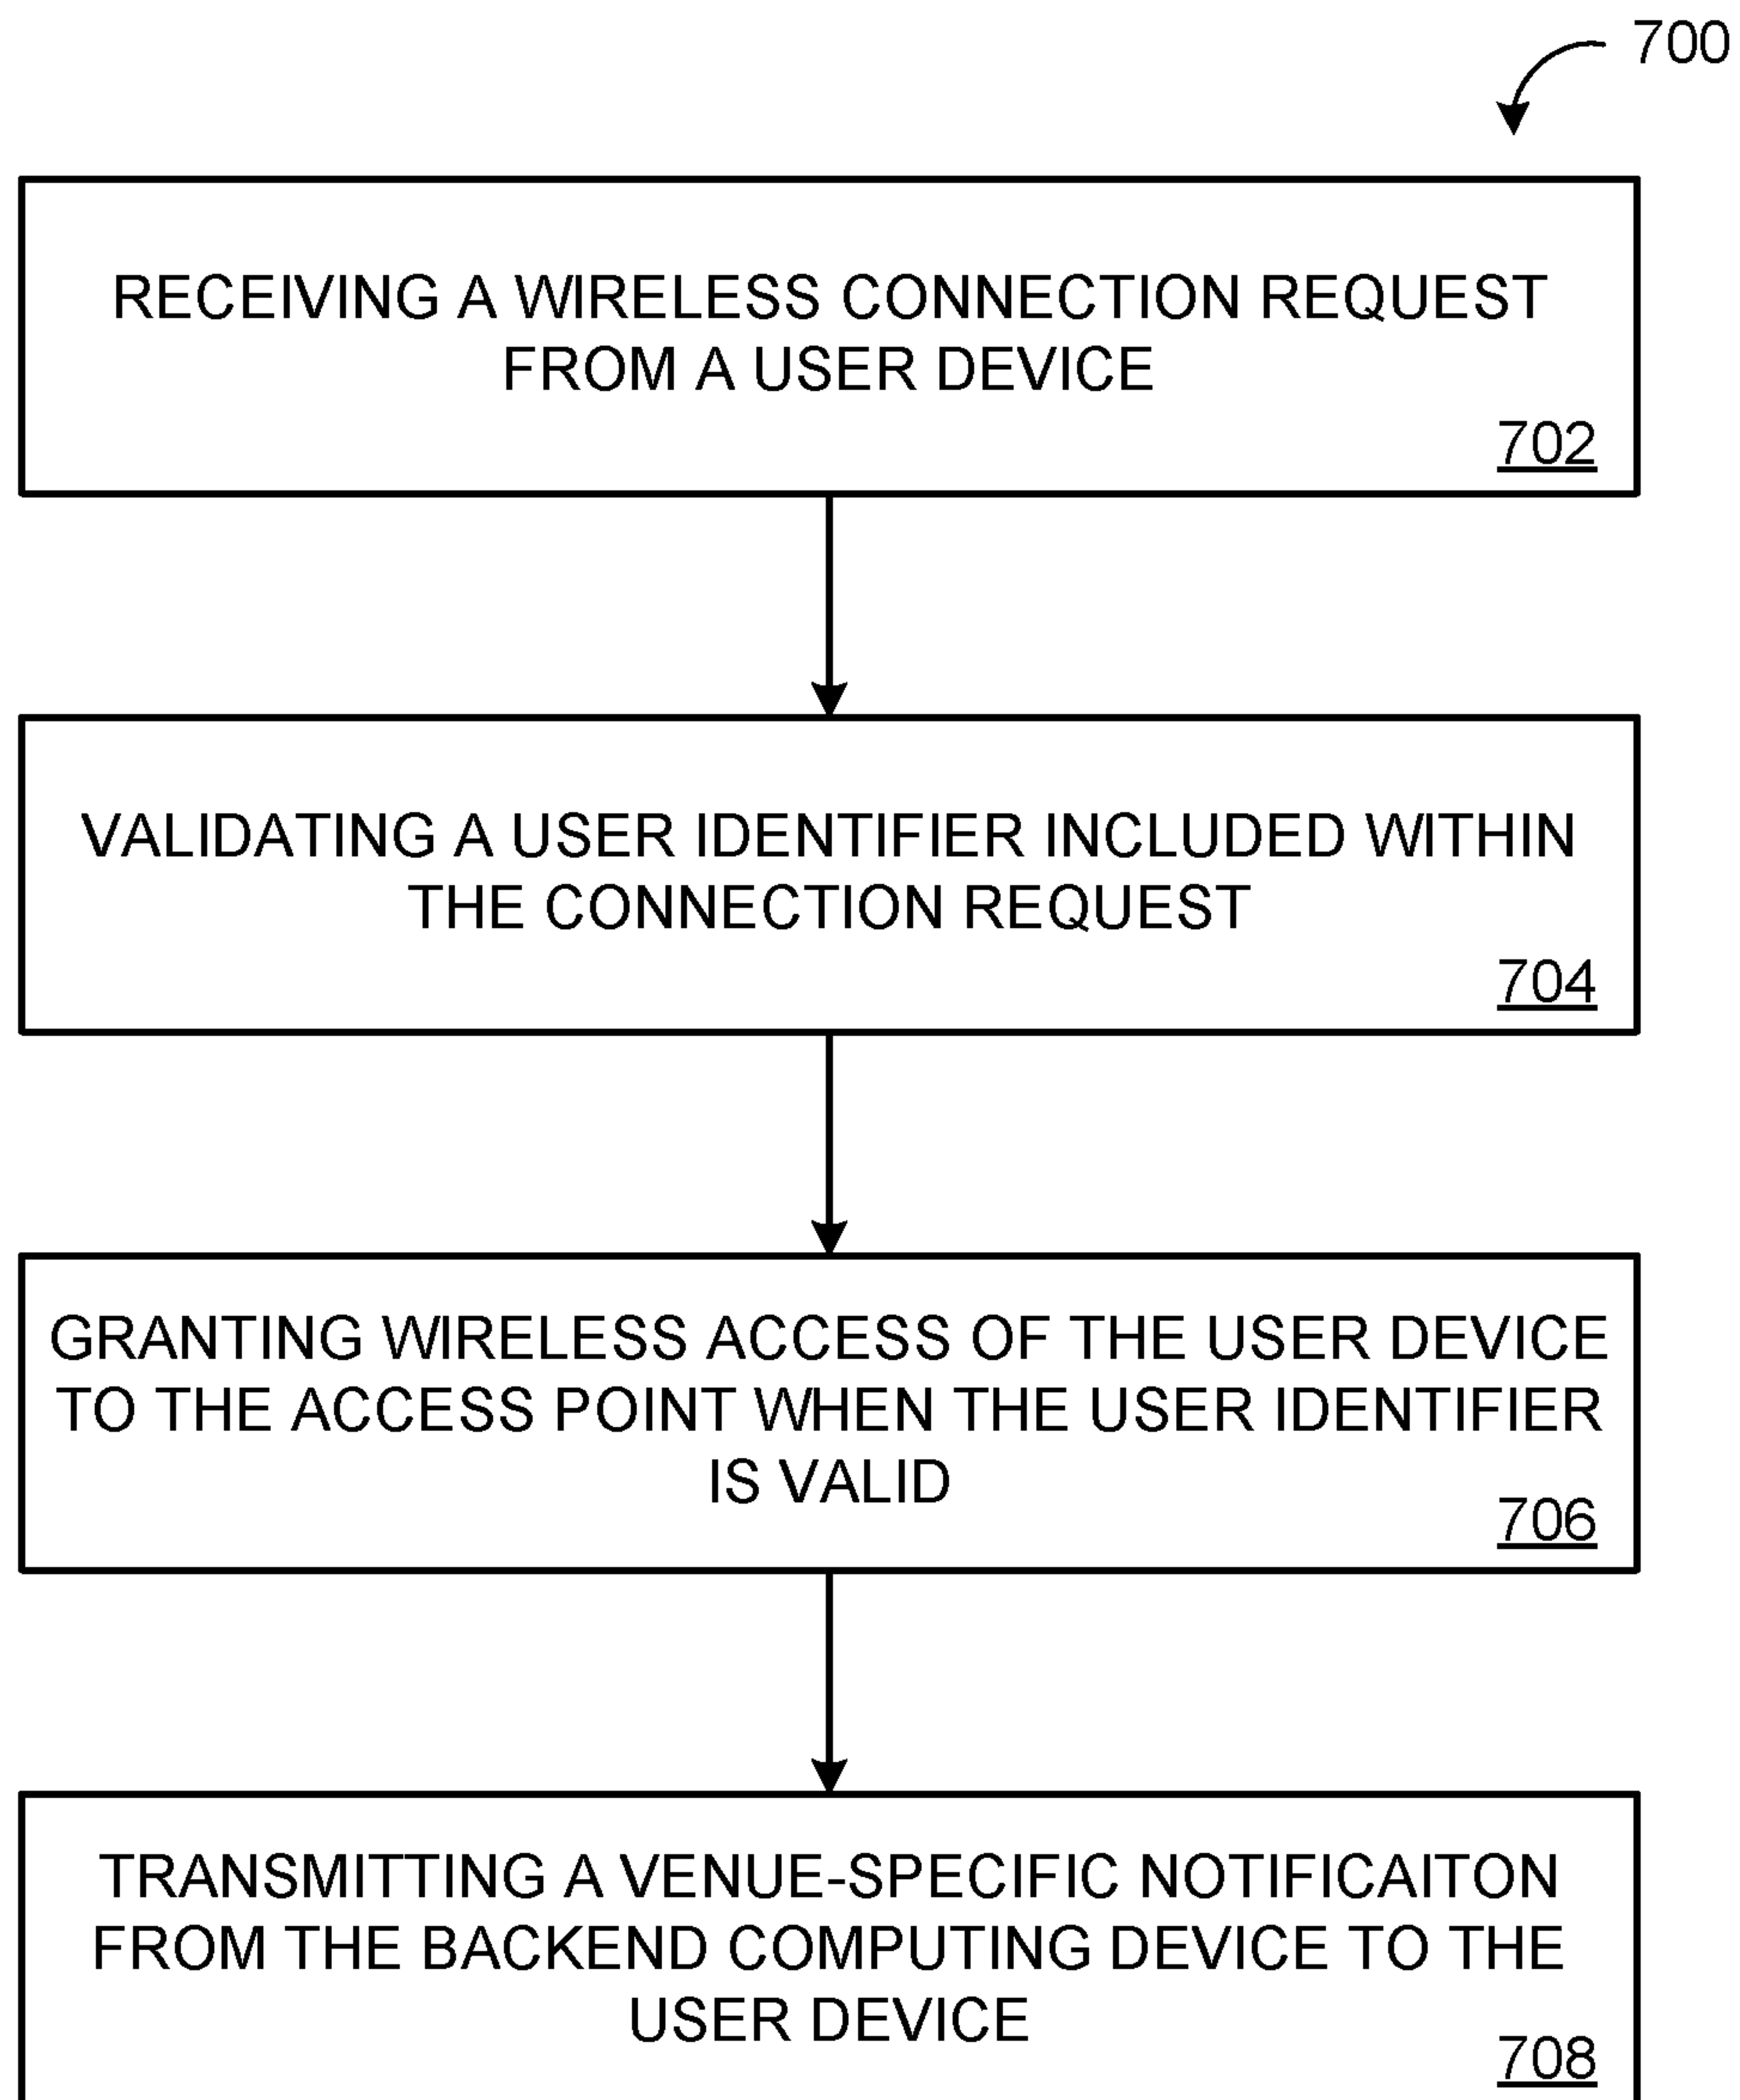 700
RECEIVING A WIRELESS CONNECTION REQUEST
FROM A USER DEVICE
702
VALIDATING A USER IDENTIFIER INCLUDED WITHIN
THE CONNECTION REQUEST
704
GRANTING WIRELESS ACCESS OF THE USER DEVICE
TO THE ACCESS POINT WHEN THE USER IDENTIFIER
IS VALID
706
TRANSMITTING A VENUE-SPECIFIC NOTIFICAITON
FROM THE BACKEND COMPUTING DEVICE TO THE
USER DEVICE
708